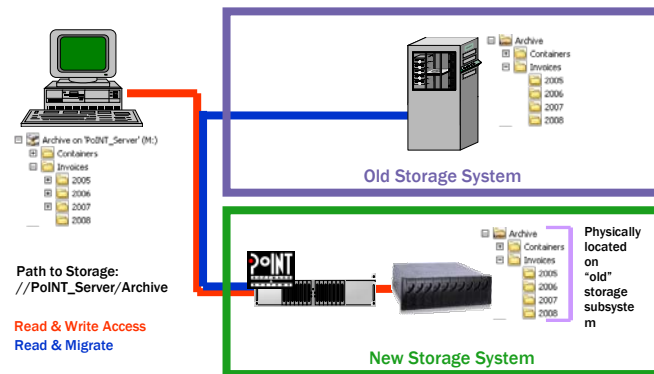 Archive on 'PoINT_Server' (M:)
Containers
Invoices
2005
2006
2007
2008
Path to Storage:
//PoINT_Server/Archive
Read & Write Access
Read & Migrate
Archive
Containers
Invoices
2005
2006
2007
2008
Old Storage System
PoINT
Archive
Containers
Invoices
2005
2006
2007
2008
Physically
located
on
“old”
storage
subsyste
m
New Storage System